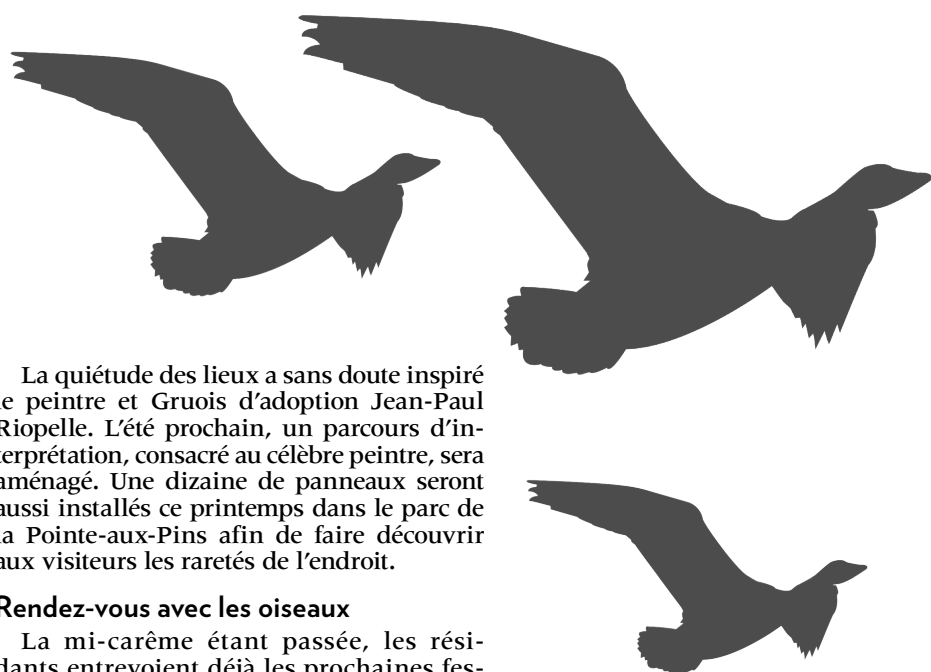 La quiétude des lieux a sans doute inspiré
le peintre et Gruois d'adoption Jean-Paul
Riopelle. L'été prochain, un parcours d'in-
terprétation, consacré au célèbre peintre, sera
aménagé. Une dizaine de panneaux seront
aussi installés ce printemps dans le parc de
la Pointe-aux-Pins afin de faire découvrir
aux visiteurs les raretés de l'endroit.
Rendez-vous avec les oiseaux
La mi-carême étant passée, les rési-
dants entrevoient déjà les prochaines fes-